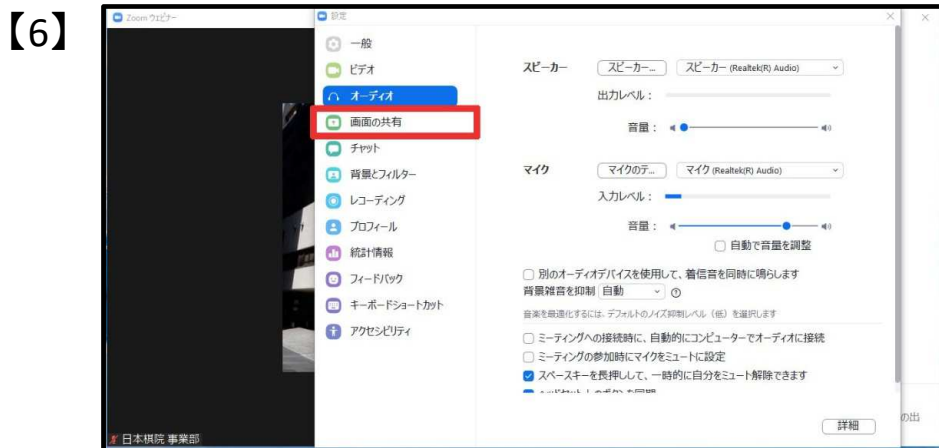 【6】
Zoom ウェビナー
設定
一般
ビデオ
オーディオ
画面の共有
チャット
背景とフィルター
レコーディング
プロフィール
統計情報
フィードバック
キーボードショートカット
アクセシビリティ
スピーカー スピーカー... スピーカー (Realtek(R) Audio)
出力レベル：
音量：
マイク マイクのテ... マイク (Realtek(R) Audio)
入力レベル：
音量：
自動で音量を調整
別のオーディオデバイスを使用して、着信音を同時に鳴らします
背景雑音を抑制 自動
音楽を最適化するには、デフォルトのノイズ抑制レベル（低）を選択します
ミーティングへの接続時に、自動的にコンピューターでオーディオに接続
ミーティングの参加時にマイクをミュートに設定
スペースキーを長押しして、一時的に自分をミュート解除できます
詳細
の出
日本棋院 事業部